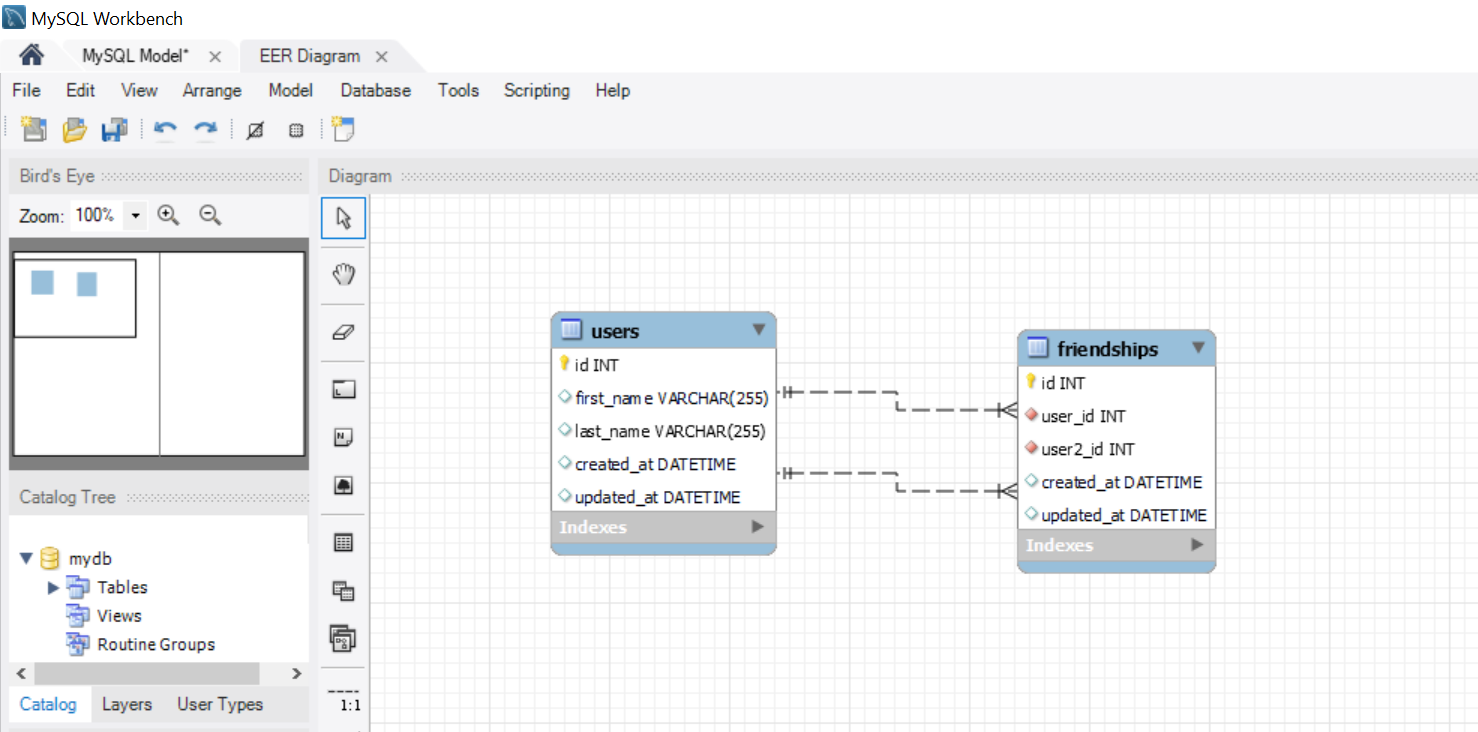 MySQL Workbench
MySQL Model* EER Diagram
File Edit View Arrange Model Database Tools Scripting Help
Bird's Eye
Zoom: 100%
Diagram
users
id INT
first_name VARCHAR(255)
last_name VARCHAR(255)
created_at DATETIME
updated_at DATETIME
Indexes
friendships
id INT
user_id INT
user2_id INT
created_at DATETIME
updated_at DATETIME
Indexes
Catalog Tree
mydb
Tables
Views
Routine Groups
Catalog Layers User Types
1:1